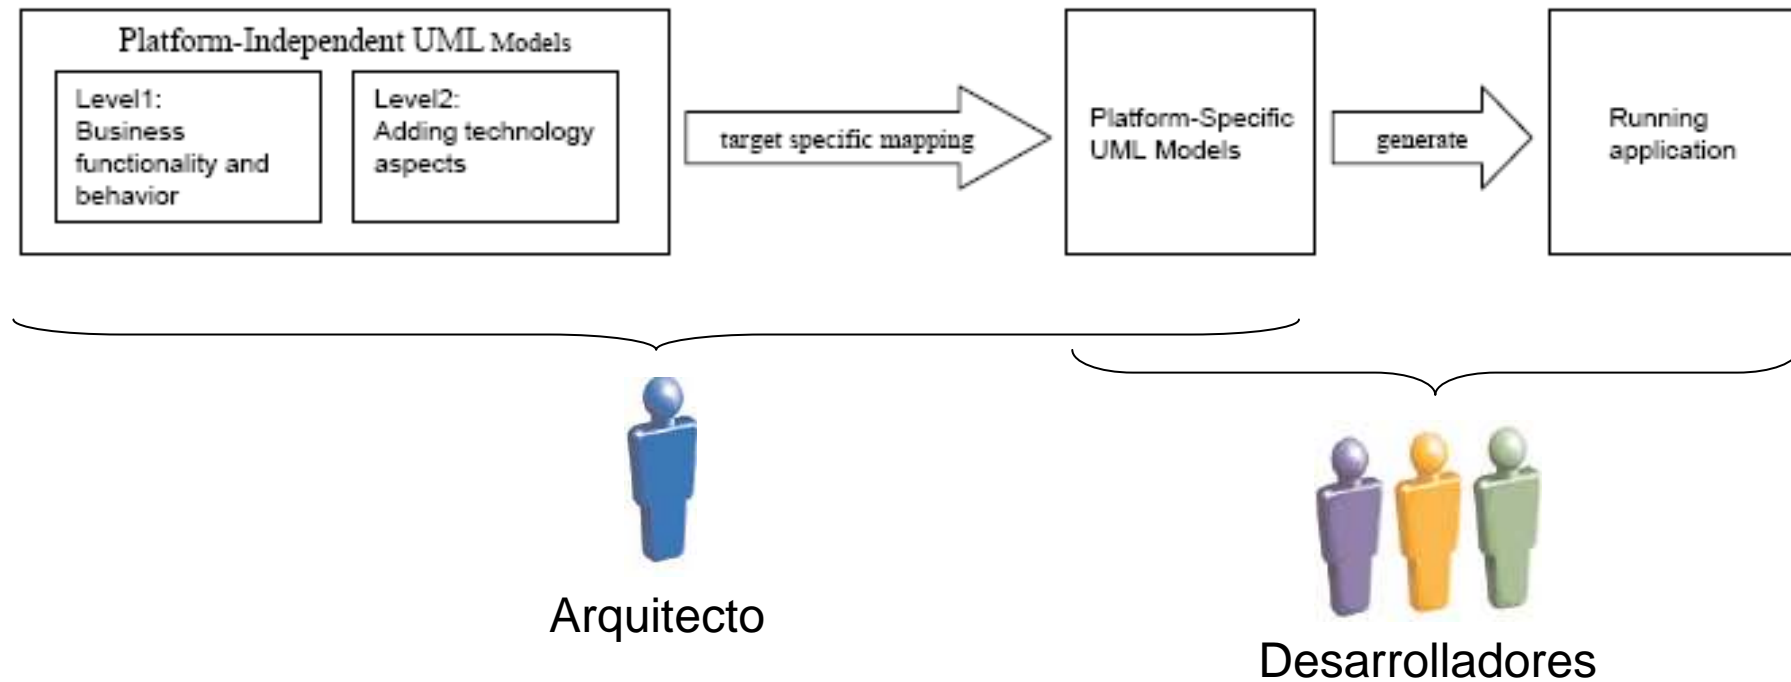 Platform-Independent UML Models
Level1:
Business
functionality and
behavior
Level2:
Adding technology
aspects
target specific mapping
Platform-Specific
UML Models
generate
Running
application
Arquitecto
Desarrolladores